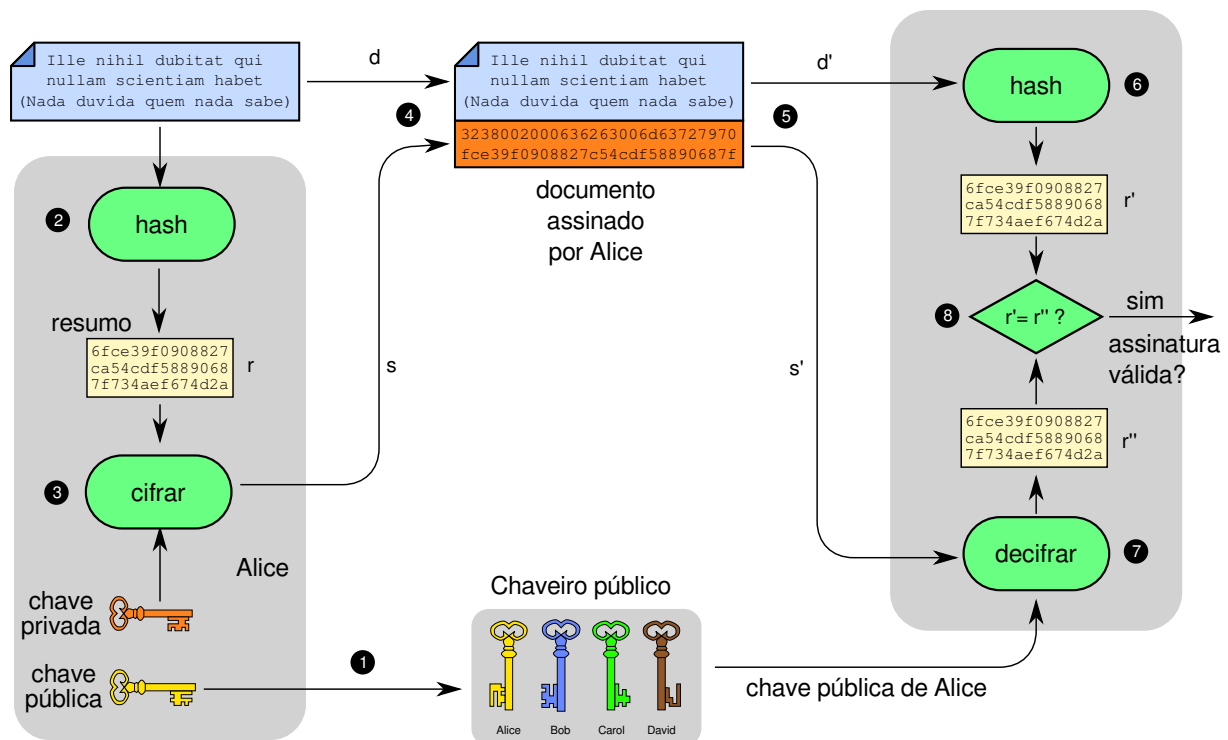 Ille nihil dubitat qui
nullam scientiam habet
(Nada duvida quem nada sabe)
d
Ille nihil dubitat qui
nullam scientiam habet
(Nada duvida quem nada sabe)
3238002000636263006d63727970
fce39f0908827c54cdf58890687f
documento
assinado
por Alice
4
5
d'
hash
6
2
hash
resumo
6fce39f0908827
ca54cdf5889068
7f734aef674d2a
r
3
cifrar
s
Alice
chave
privada
chave
pública
1
Chaveiro público
Alice
Bob
Carol
David
chave pública de Alice
s'
6fce39f0908827
ca54cdf5889068
7f734aef674d2a
r'
8
r'= r'' ?
sim
assinatura
válida?
6fce39f0908827
ca54cdf5889068
7f734aef674d2a
r''
decifrar
7